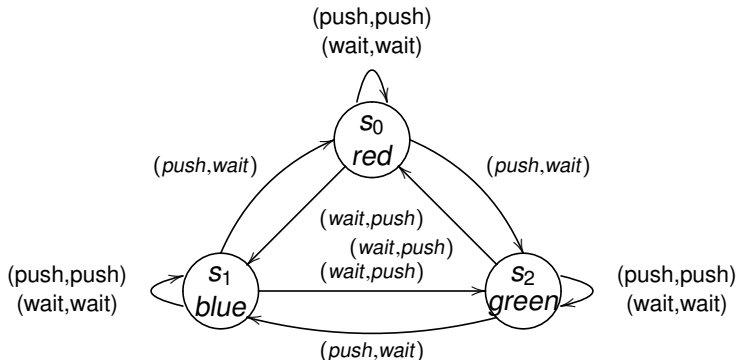 (push,push)
(wait,wait)
s0
red
(push,wait)
(push,wait)
(wait,push)
(wait,push)
(wait,push)
(push,push)
(wait,wait)
s1
blue
s2
green
(push,push)
(wait,wait)
(push,wait)